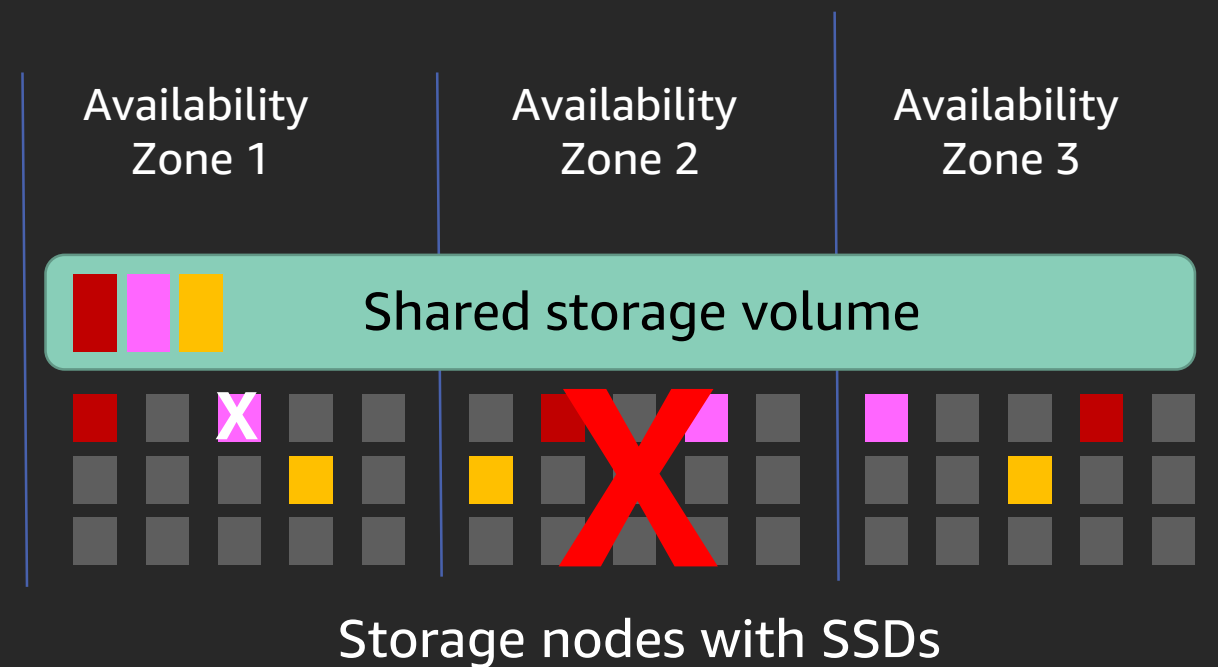 Availability
Zone 1
Availability
Zone 2
Availability
Zone 3
Shared storage volume
X
X
Storage nodes with SSDs